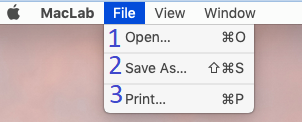 MacLab File View Window
1 Open... ⌘O
2 Save As... ⇧⌘S
3 Print... ⌘P